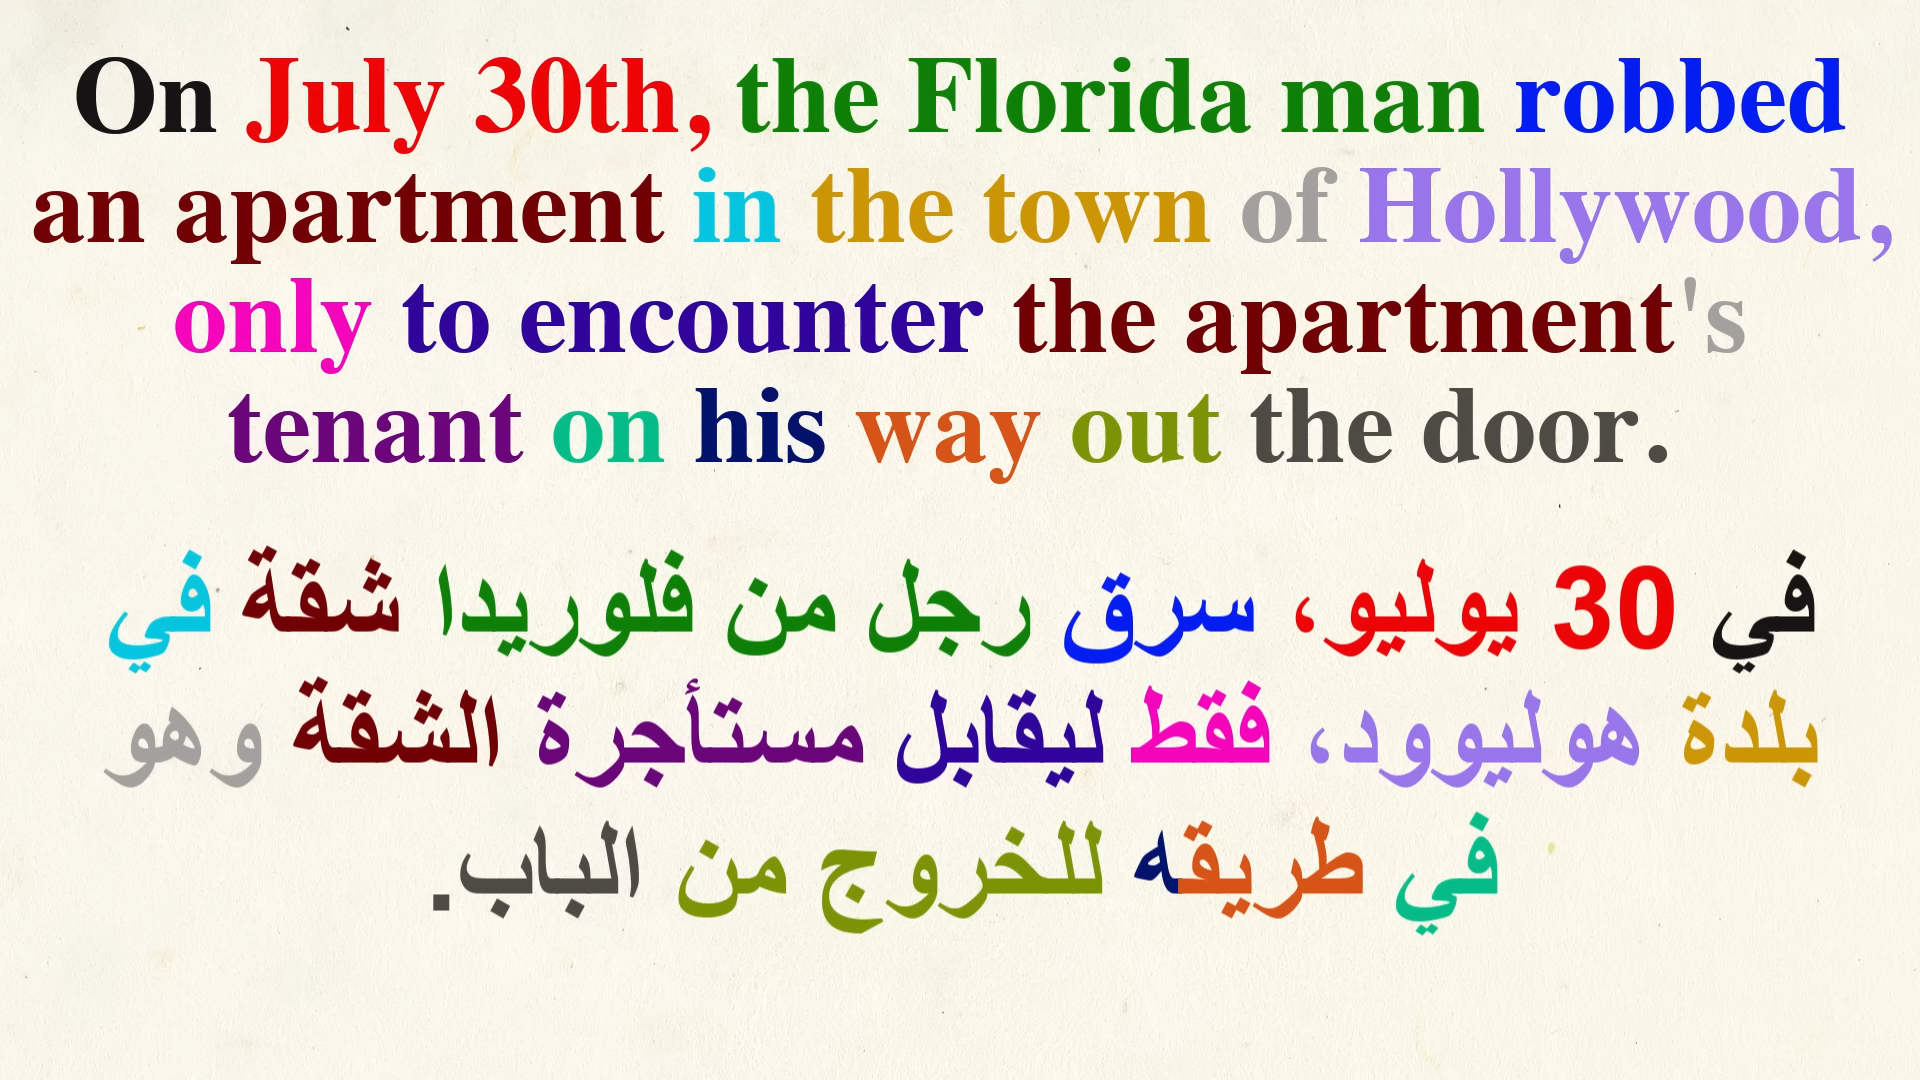 On July 30th, the Florida man robbed
an apartment in the town of Hollywood,
only to encounter the apartment's
tenant on his way out the door.
في 30 يوليو، سرق رجل من فلوريدا شقة في
بلدة هوليوود، فقط ليقابل مستأجرة الشقة وهو
في طريقه للخروج من الباب.